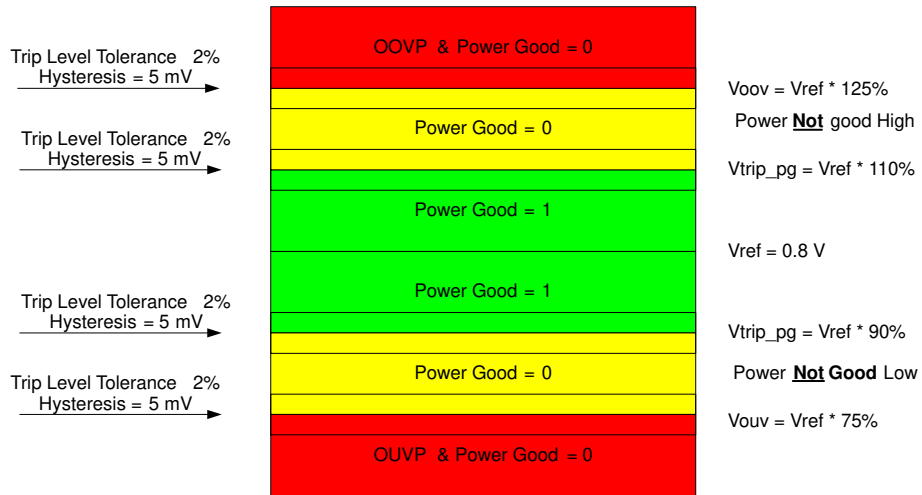 OOVP & Power Good = 0
Trip Level Tolerance 2%
Hysteresis = 5 mV
Voov = Vref * 125%
Power Good = 0
Power Not good High
Trip Level Tolerance 2%
Hysteresis = 5 mV
Vtrip_pg = Vref * 110%
Power Good = 1
Vref = 0.8 V
Power Good = 1
Trip Level Tolerance 2%
Hysteresis = 5 mV
Vtrip_pg = Vref * 90%
Power Good = 0
Power Not Good Low
Trip Level Tolerance 2%
Hysteresis = 5 mV
Vouv = Vref * 75%
OUVP & Power Good = 0